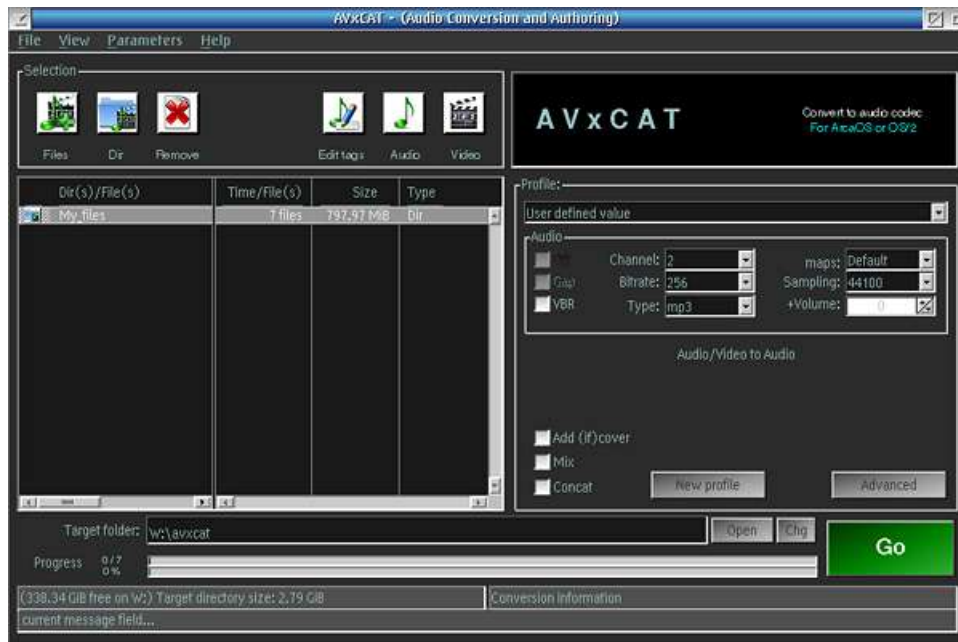 AVxCAT - (Audio Conversion and Authoring)
File View Parameters Help
Selection
Files Dir Remove Edit tags Audio Video
AVxCAT
Convert to audio codec
For ArcaOS or OS/2
Dir(s)/File(s) Time/File(s) Size Type
My_files 7 files 797,97 MiB Dir
Profile:
User defined value
Audio
Channel: 2 maps: Default
Gap Bitrate: 256 Sampling: 44100
VBR Type: mp3 +Volume: 0
Audio/Video to Audio
Add (if)cover
Mix
Concat New profile Advanced
Target folder: W:\avxcat Open Chg
Go
Progress 0/7
0 %
(338.34 GiB free on W:) Target directory size: 2,79 GiB Conversion information
current message field...